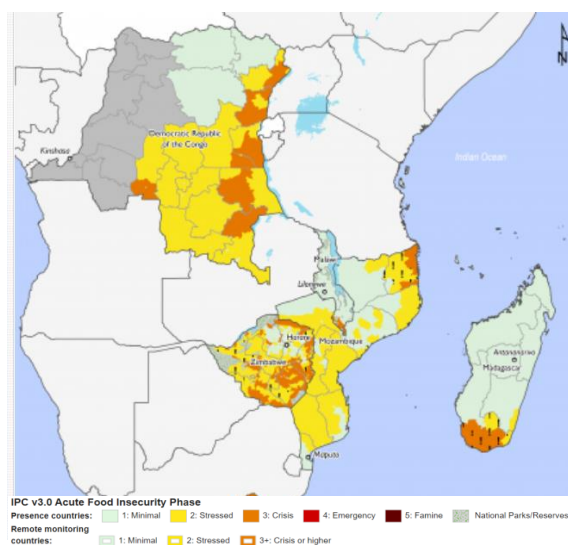 N
Kinshasa
Democratic Republic
of the Congo
Indian Ocean
Malawi
Lilongwe
Harare
Mozambique
Zimbabwe
Antananarivo
Madagascar
Maputo
IPC v3.0 Acute Food Insecurity Phase
Presence countries: 1: Minimal 2: Stressed 3: Crisis 4: Emergency 5: Famine National Parks/Reserves
Remote monitoring
countries: 1: Minimal 2: Stressed 3+: Crisis or higher